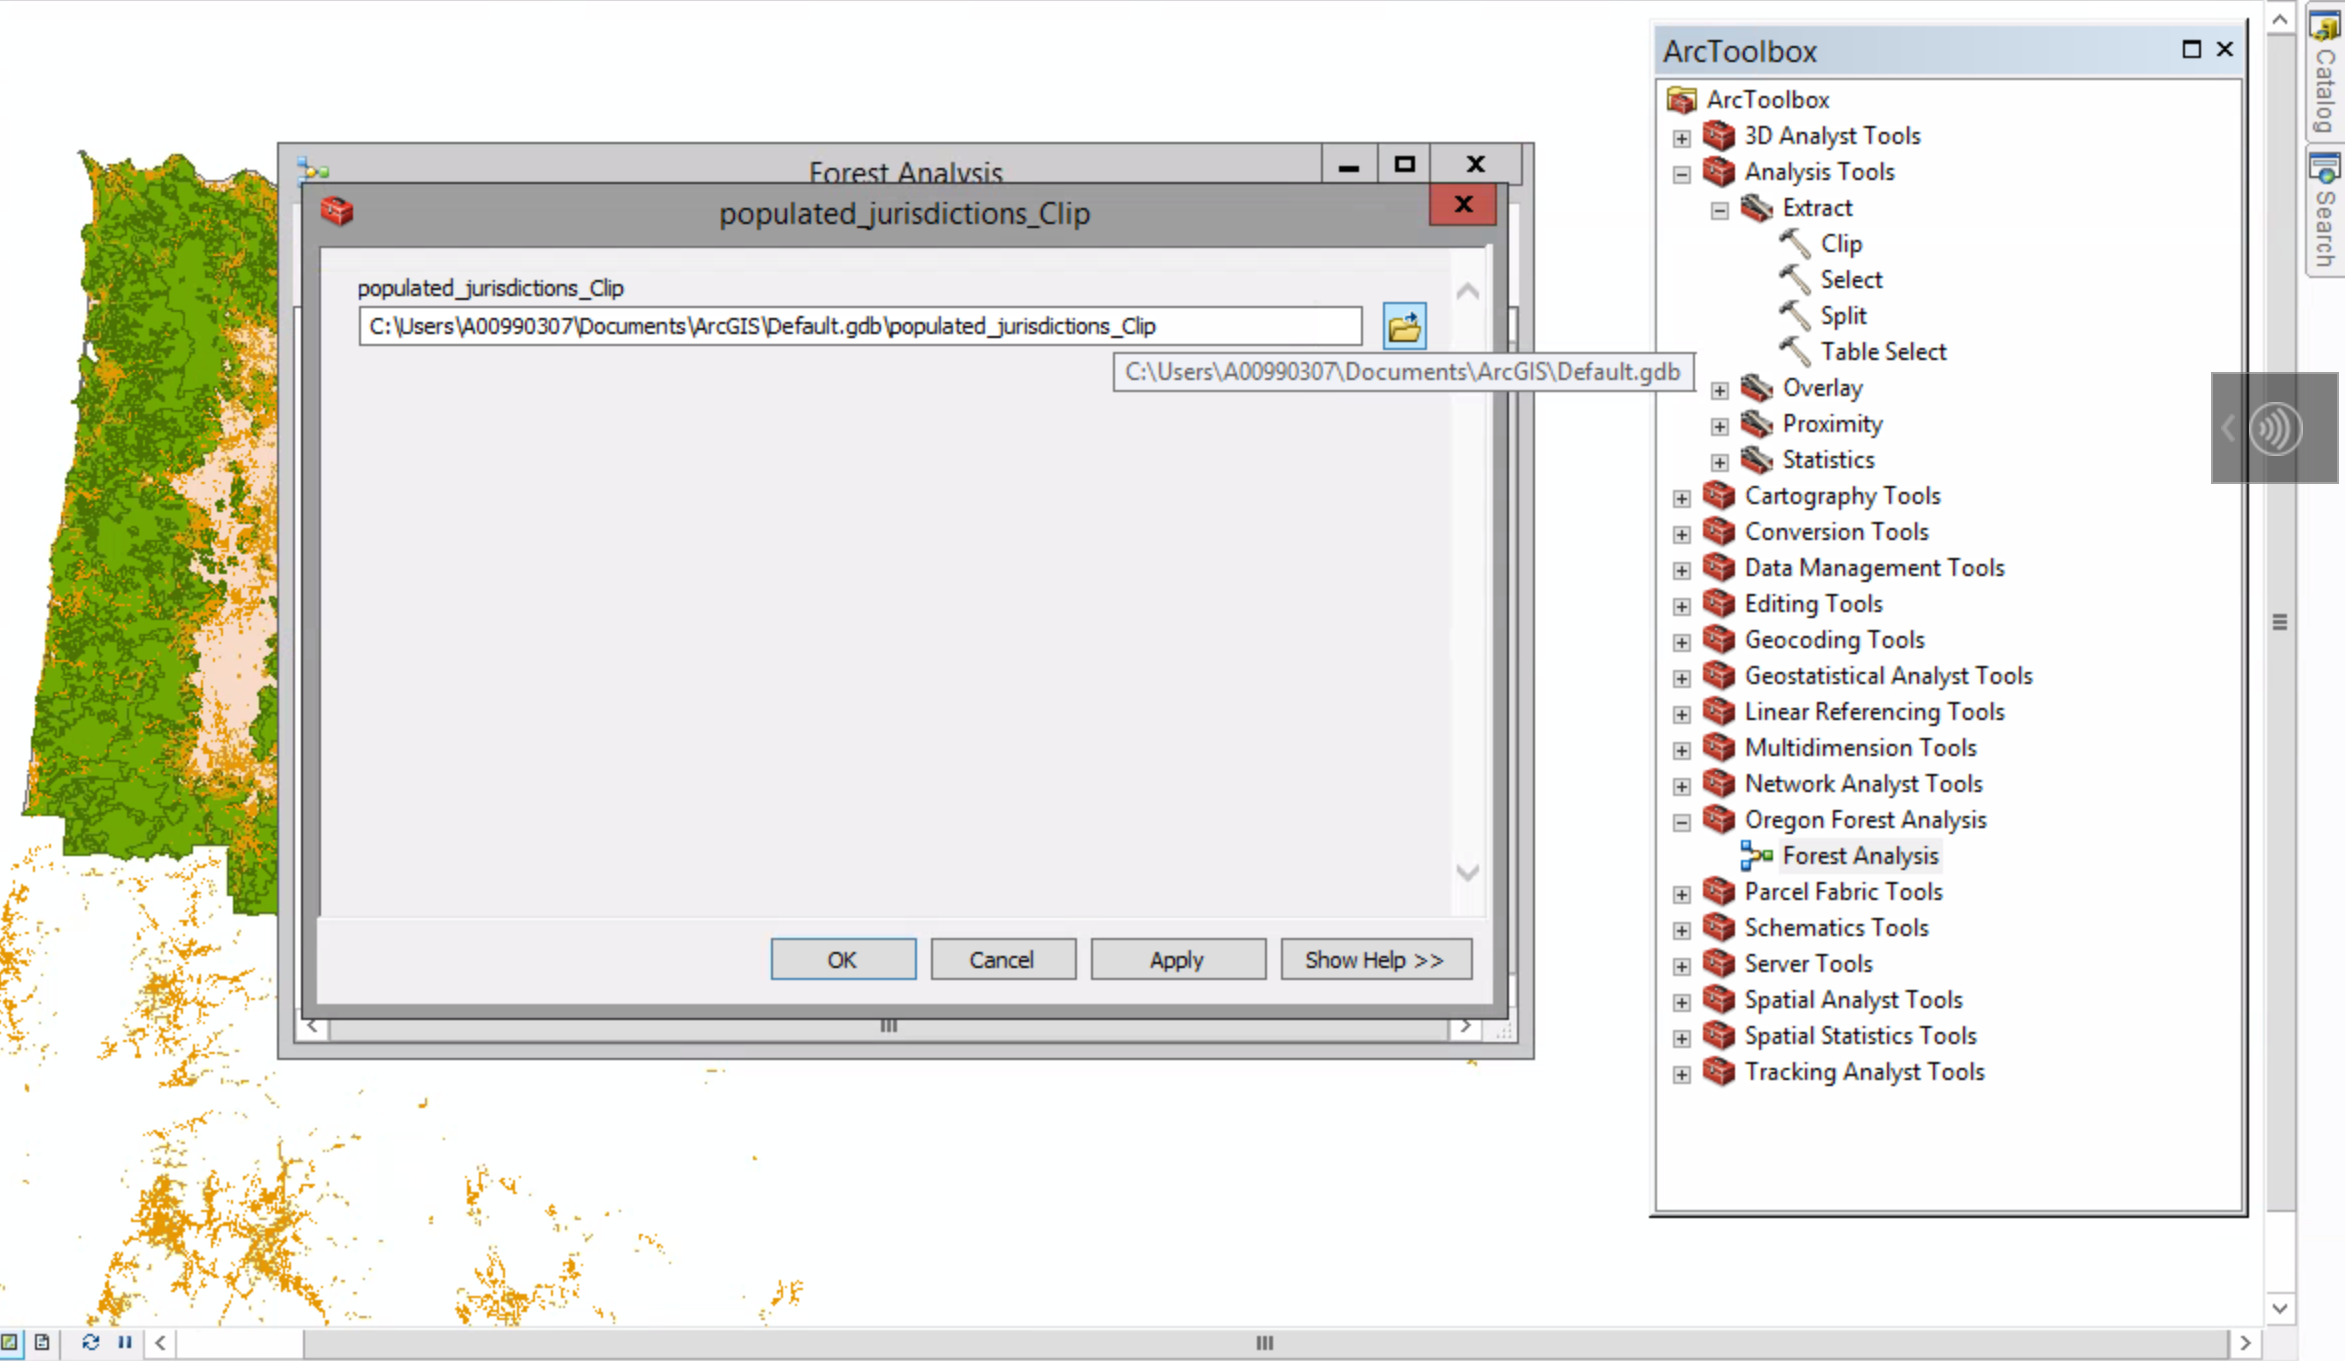 Forest Analysis
populated_jurisdictions_Clip
populated_jurisdictions_Clip
C:\Users\A00990307\Documents\ArcGIS\Default.gdb\populated_jurisdictions_Clip
C:\Users\A00990307\Documents\ArcGIS\Default.gdb
OK
Cancel
Apply
Show Help >>
ArcToolbox
ArcToolbox
3D Analyst Tools
Analysis Tools
Extract
Clip
Select
Split
Table Select
Overlay
Proximity
Statistics
Cartography Tools
Conversion Tools
Data Management Tools
Editing Tools
Geocoding Tools
Geostatistical Analyst Tools
Linear Referencing Tools
Multidimension Tools
Network Analyst Tools
Oregon Forest Analysis
Forest Analysis
Parcel Fabric Tools
Schematics Tools
Server Tools
Spatial Analyst Tools
Spatial Statistics Tools
Tracking Analyst Tools
Catalog
Search